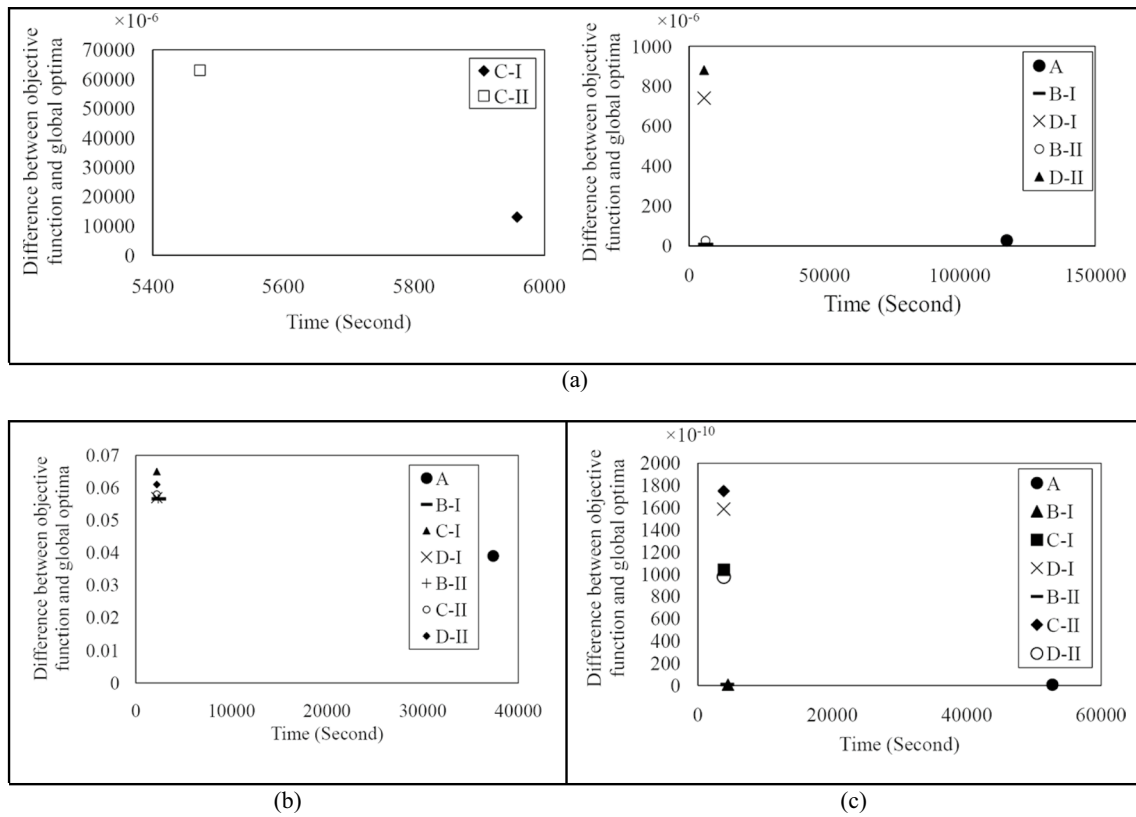 ×10-6
Difference between objective
function and global optima
70000
60000
50000
40000
30000
20000
10000
0
5400
5600
5800
6000
Time (Second)
C-I
C-II
×10-6
Difference between objective
function and global optima
1000
800
600
400
200
0
0
50000
100000
150000
Time (Second)
A
B-I
D-I
B-II
D-II
(a)
Difference between objective
function and global optima
0.07
0.06
0.05
0.04
0.03
0.02
0.01
0
0
10000
20000
30000
40000
Time (Second)
A
B-I
C-I
D-I
B-II
C-II
D-II
(b)
×10-10
Difference between objective
function and global optima
2000
1800
1600
1400
1200
1000
800
600
400
200
0
0
20000
40000
60000
Time (Second)
A
B-I
C-I
D-I
B-II
C-II
D-II
(c)